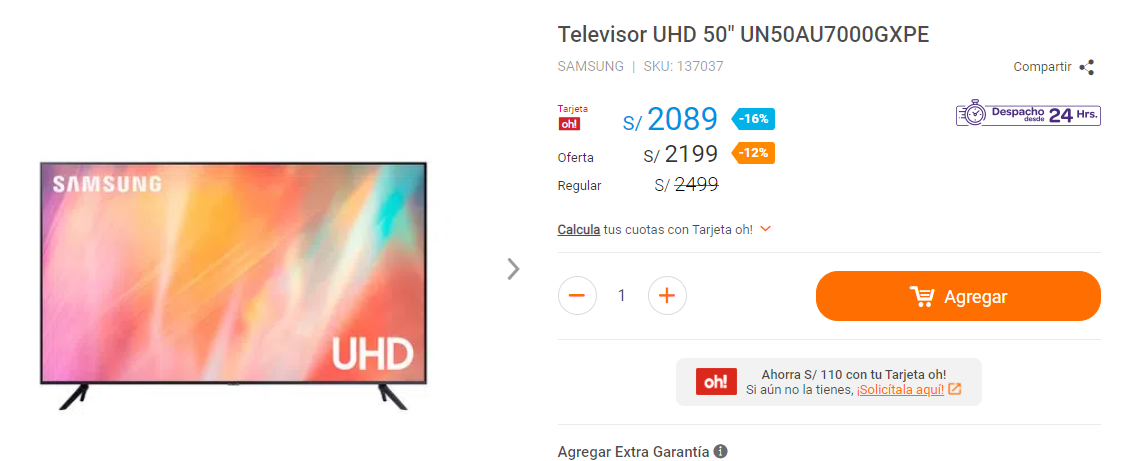 Televisor UHD 50" UN50AU7000GXPE
SAMSUNG | SKU: 137037
Compartir
Tarjeta
oh!
S/ 2089
-16%
Despacho
desde
24 Hrs.
Oferta
S/ 2199
-12%
Regular
S/ 2499
SAMSUNG
UHD
Calcula tus cuotas con Tarjeta oh!
1
Agregar
oh!
Ahorra S/ 110 con tu Tarjeta oh!
Si aún no la tienes, ¡Solicítala aquí!
Agregar Extra Garantía